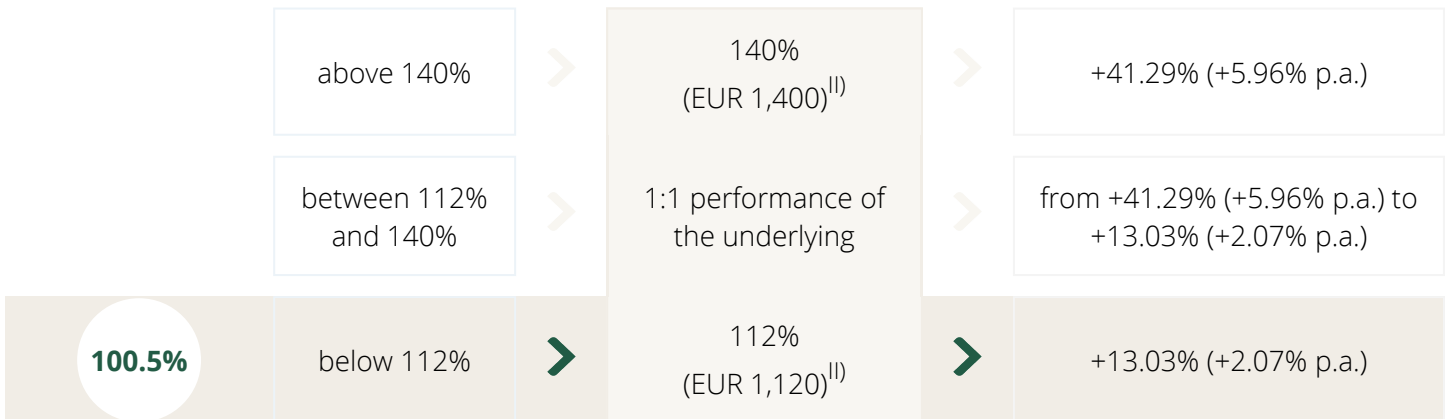 above 140%
140%
(EUR 1,400)II)
+41.29% (+5.96% p.a.)
between 112%
and 140%
1:1 performance of
the underlying
from +41.29% (+5.96% p.a.) to
+13.03% (+2.07% p.a.)
100.5%
below 112%
112%
(EUR 1,120)II)
+13.03% (+2.07% p.a.)